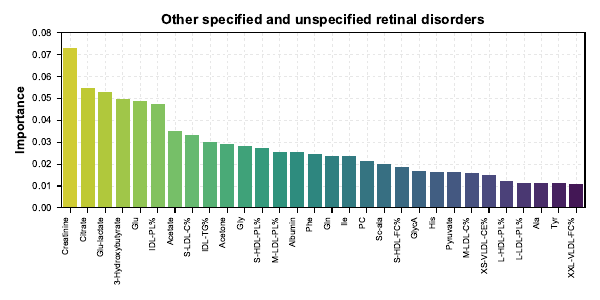 Other specified and unspecified retinal disorders
Importance
0.08
0.07
0.06
0.05
0.04
0.03
0.02
0.01
0.00
Creatinine
Citrate
Glu-lactate
3-Hydroxybutyrate
Glu
IDL-PL%
Acetate
S-LDL-C%
IDL-TG%
Acetone
Gly
S-HDL-PL%
M-LDL-PL%
Albumin
Phe
Gln
Ile
PC
Sc-ala
S-HDL-FC%
GlycA
His
Pyruvate
M-LDL-C%
XS-VLDL-CE%
L-HDL-PL%
L-LDL-PL%
Ala
Tyr
XXL-VLDL-FC%